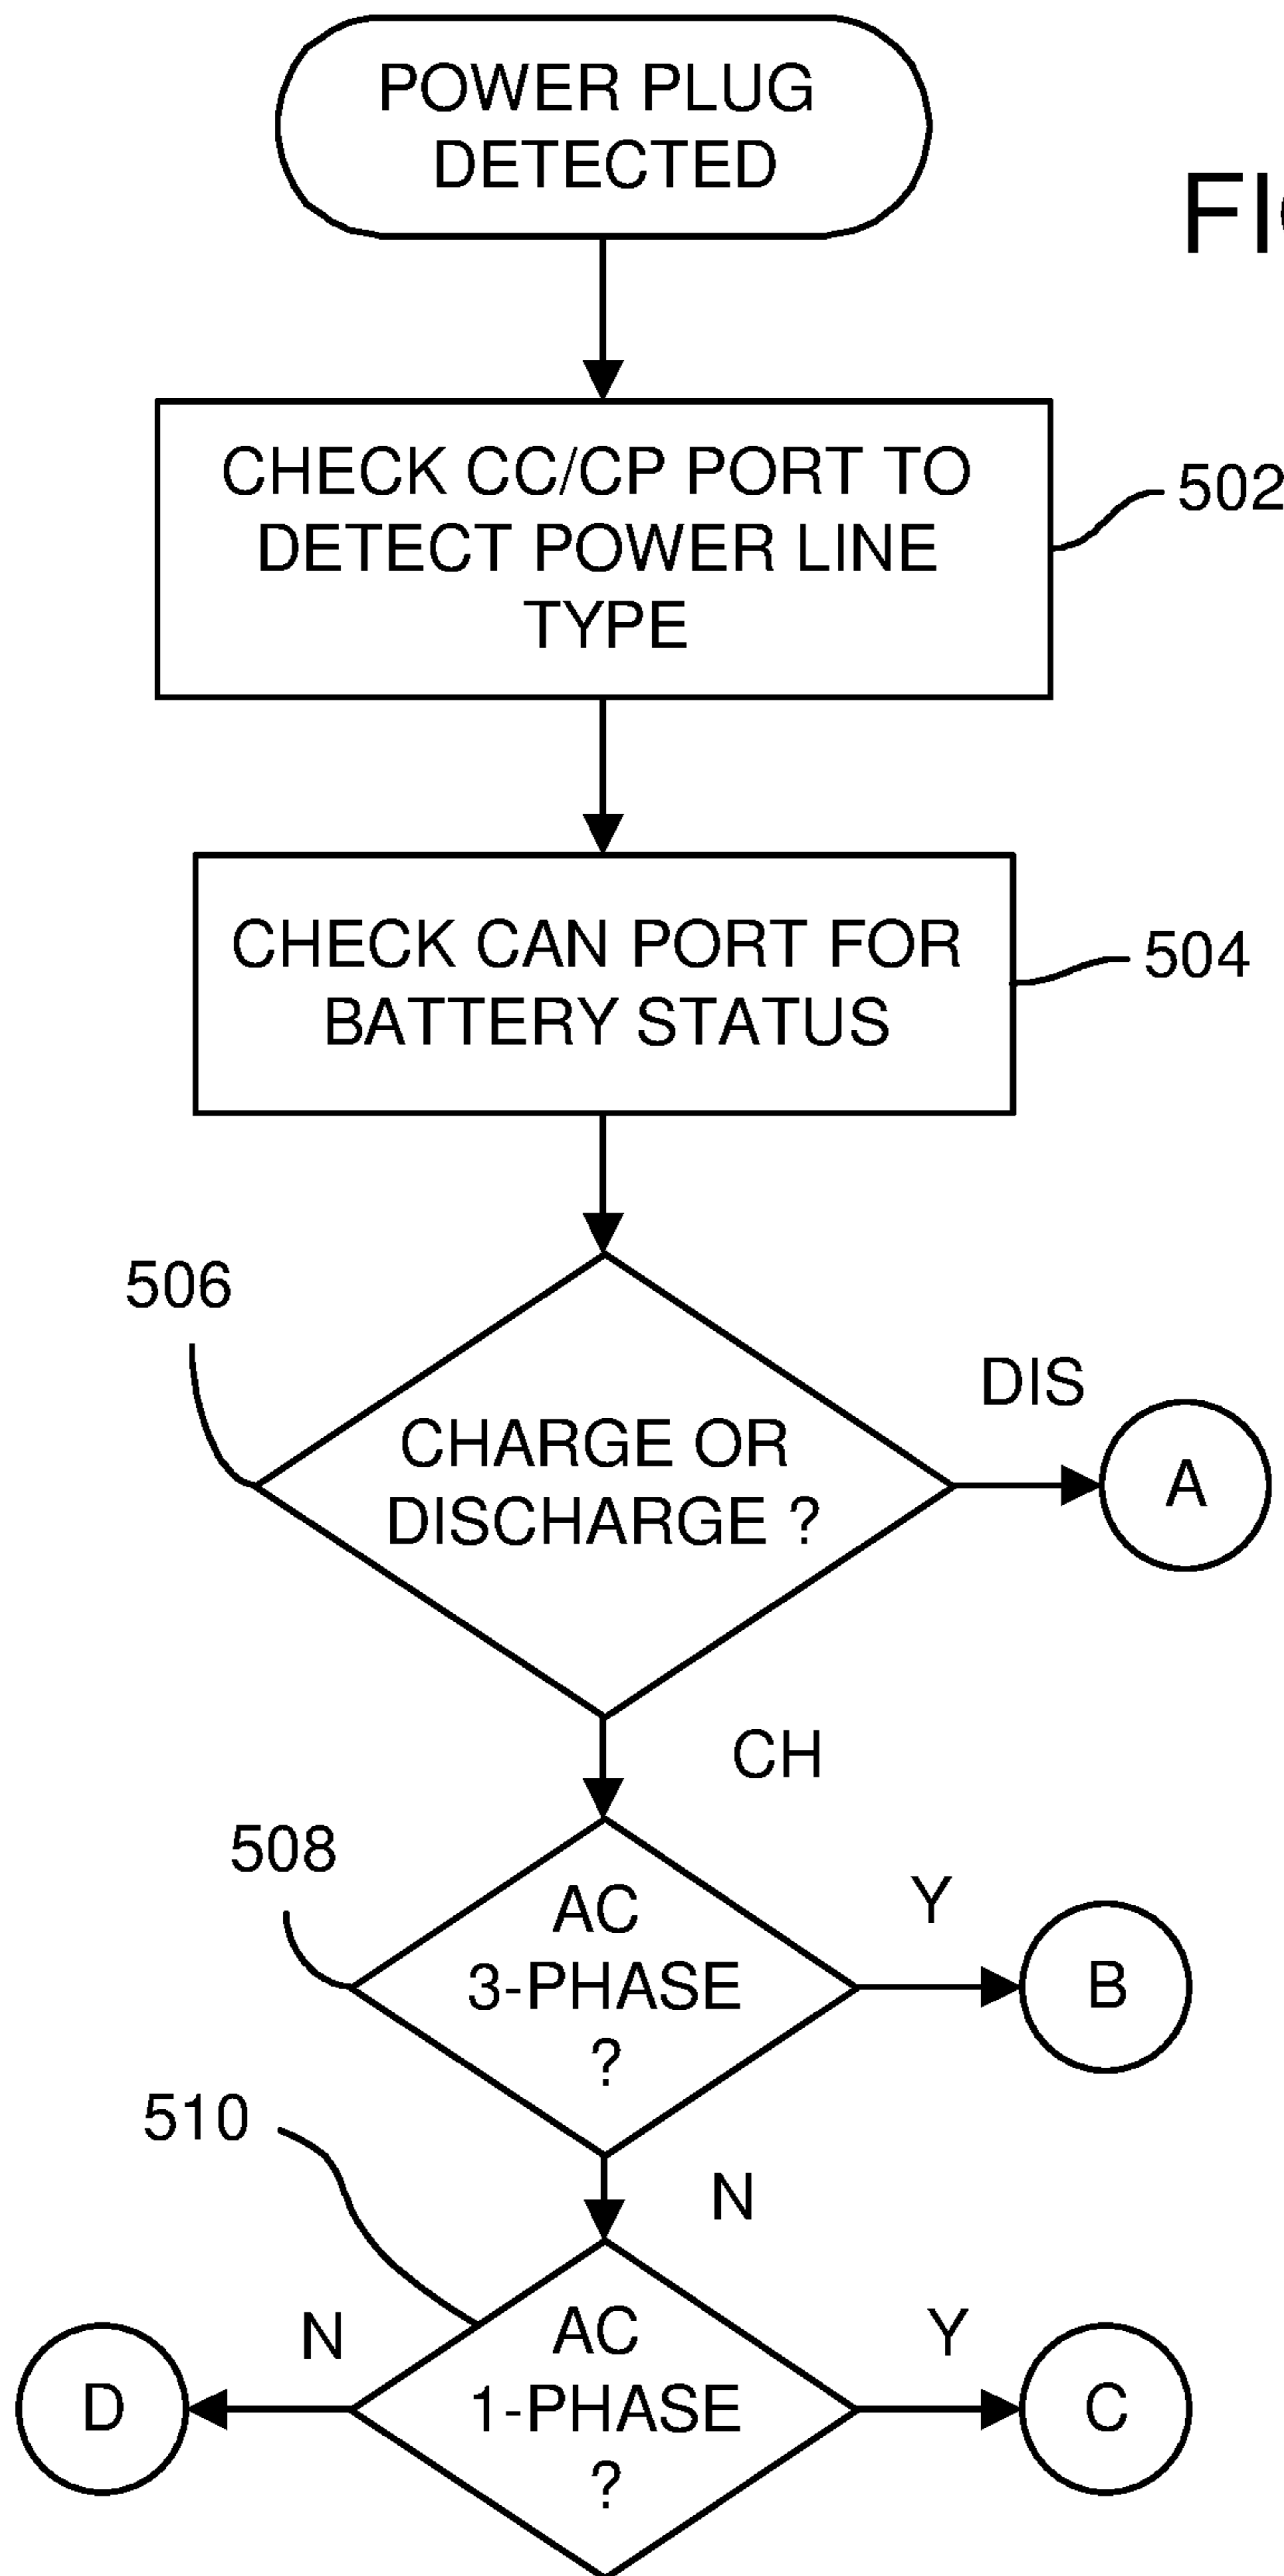 POWER PLUG
DETECTED
FIG
CHECK CC/CP PORT TO
DETECT POWER LINE
TYPE
502
CHECK CAN PORT FOR
BATTERY STATUS
504
506
CHARGE OR
DISCHARGE ?
DIS
A
CH
508
AC
3-PHASE
?
Y
B
510
N
AC
1-PHASE
?
N
D
Y
C